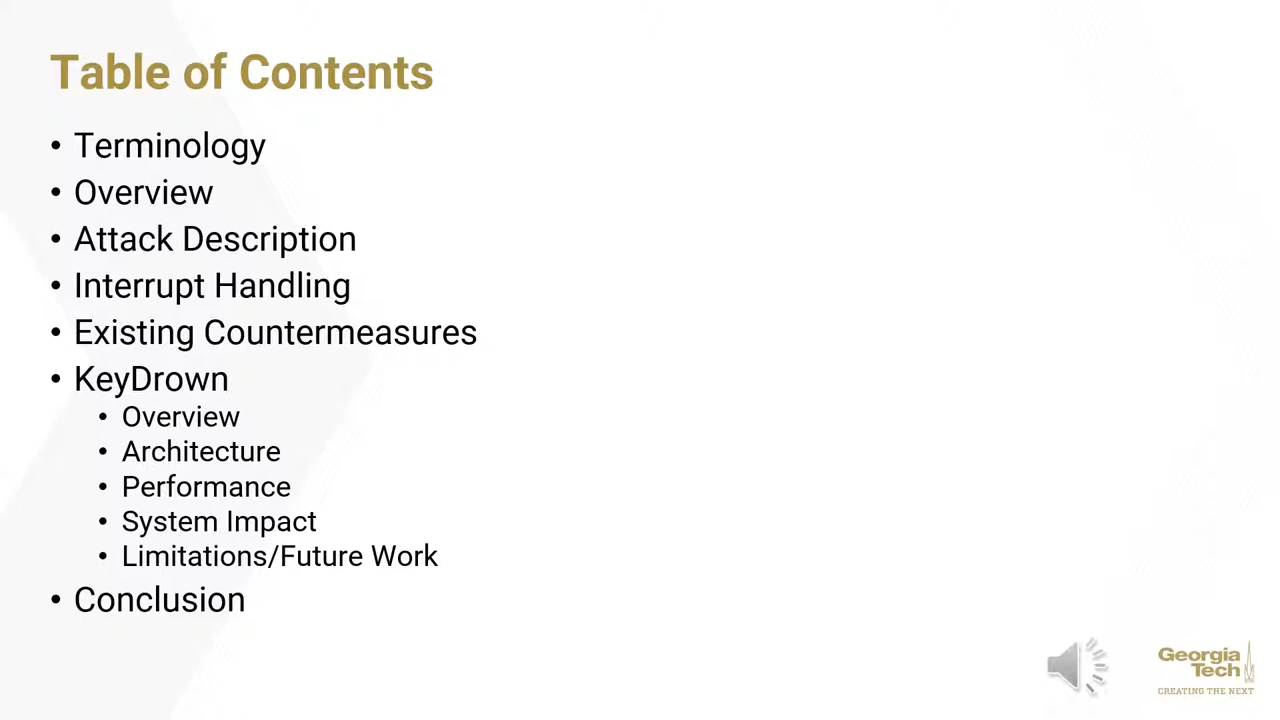 Table of Contents
• Terminology
• Overview
• Attack Description
• Interrupt Handling
• Existing Countermeasures
• KeyDrown
• Overview
• Architecture
• Performance
• System Impact
• Limitations/Future Work
• Conclusion
Georgia
Tech
CREATING THE NEXT